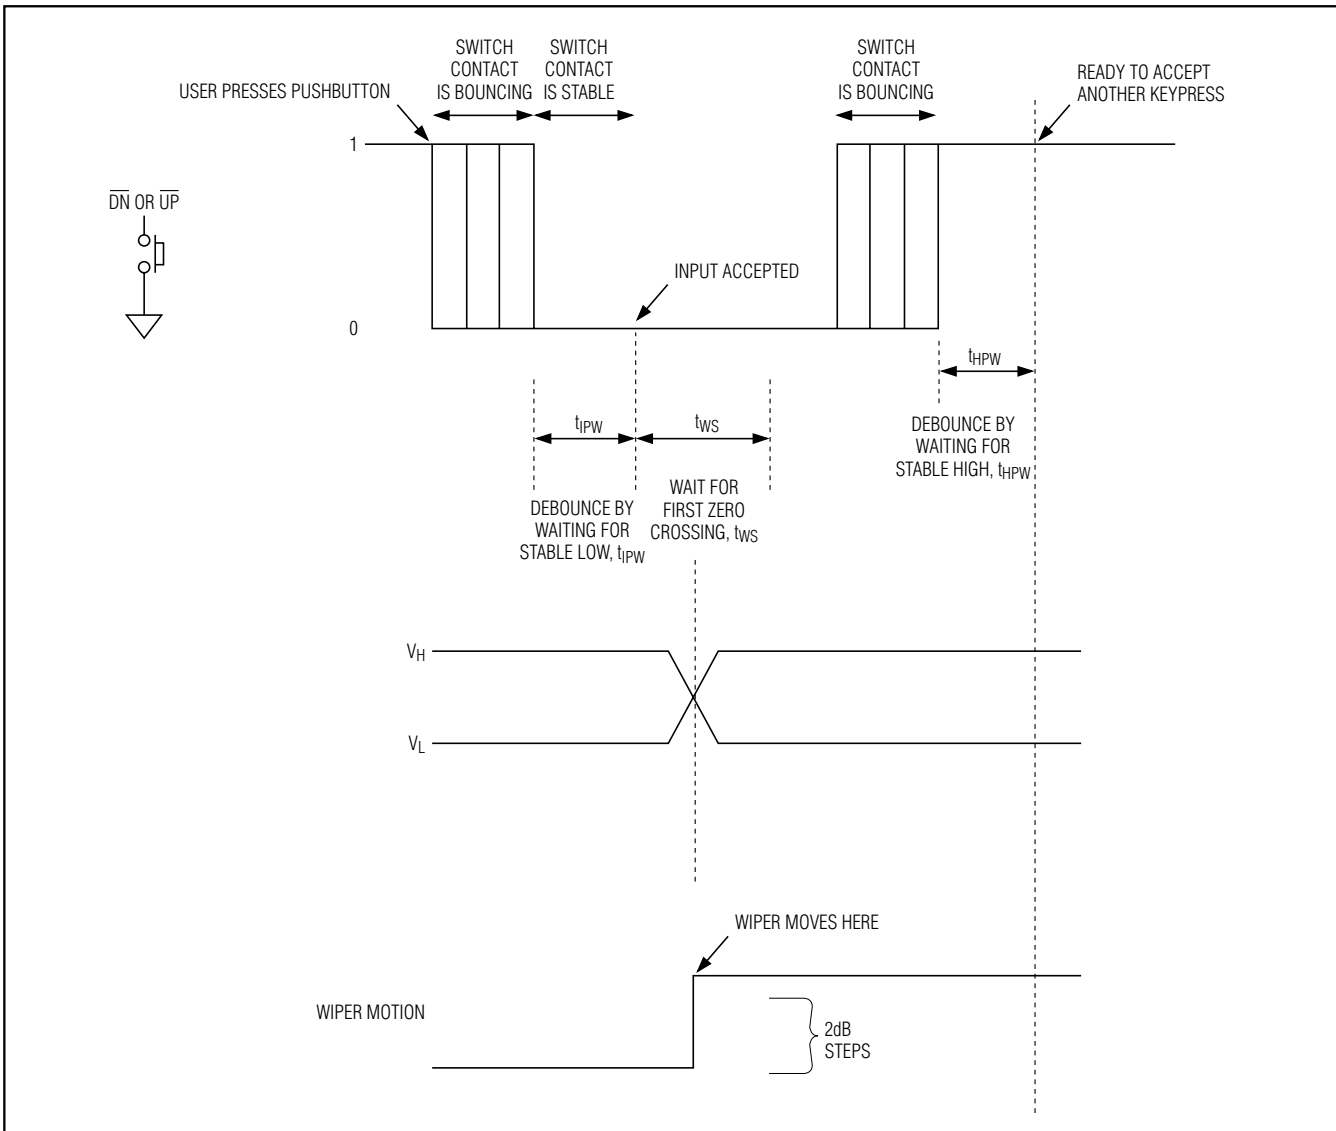 SWITCH
CONTACT
IS BOUNCING
SWITCH
CONTACT
IS STABLE
SWITCH
CONTACT
IS BOUNCING
USER PRESSES PUSHBUTTON
READY TO ACCEPT
ANOTHER KEYPRESS
1
D̅N̅ OR U̅P̅
INPUT ACCEPTED
0
tHPW
tIPW
tWS
DEBOUNCE BY
WAITING FOR
STABLE HIGH, tHPW
DEBOUNCE BY
WAITING FOR
STABLE LOW, tIPW
WAIT FOR
FIRST ZERO
CROSSING, tWS
VH
VL
WIPER MOVES HERE
WIPER MOTION
2dB
STEPS